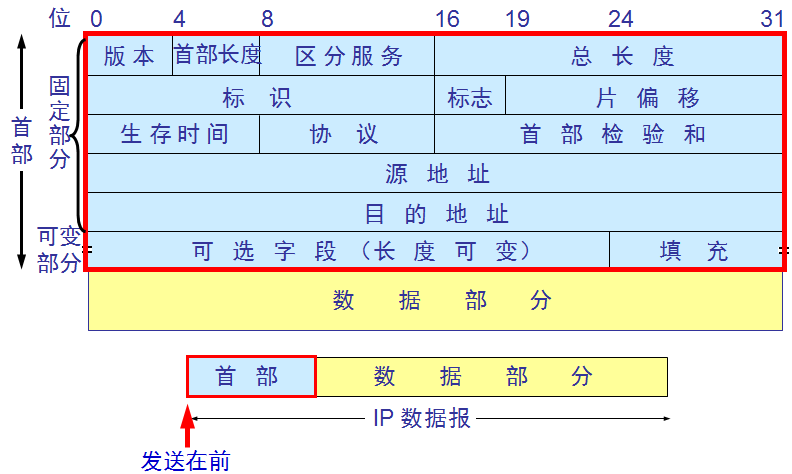 位 0 4 8 16 19 24 31
版本 首部长度 区分服务 总长度
标识 标志 片偏移
生存时间 协议 首部检验和
源地址
目的地址
可选字段（长度可变） 填充
数据部分
首部
固定部分
可变部分
首部 数据部分
IP 数据报
发送在前